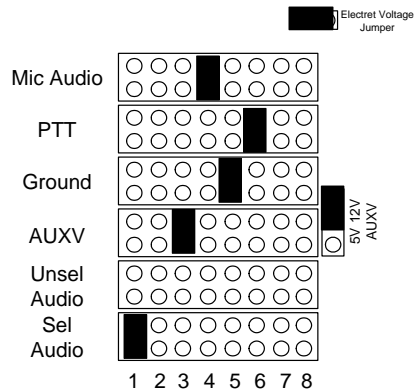 Electret Voltage
Jumper
Mic Audio
PTT
Ground
AUXV
5V 12V
AUXV
Unsel
Audio
Sel
Audio
1 2 3 4 5 6 7 8